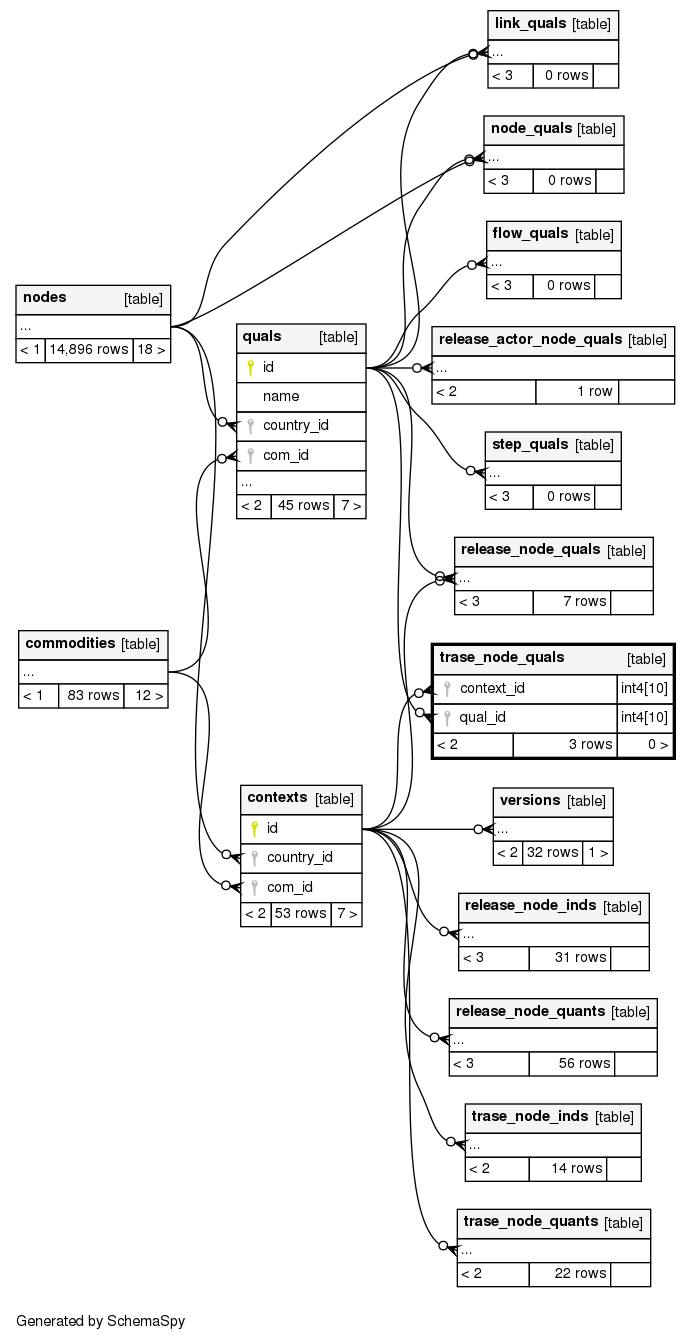 link_quals [table]
...
< 3 0 rows
node_quals [table]
...
< 3 0 rows
flow_quals [table]
...
< 3 0 rows
nodes [table]
...
< 1 14,896 rows 18 >
quals [table]
id
name
country_id
com_id
...
< 2 45 rows 7 >
release_actor_node_quals [table]
...
< 2 1 row
step_quals [table]
...
< 3 0 rows
release_node_quals [table]
...
< 3 7 rows
commodities [table]
...
< 1 83 rows 12 >
trase_node_quals [table]
context_id int4[10]
qual_id int4[10]
< 2 3 rows 0 >
contexts [table]
id
country_id
com_id
< 2 53 rows 7 >
versions [table]
...
< 2 32 rows 1 >
release_node_inds [table]
...
< 3 31 rows
release_node_quants [table]
...
< 3 56 rows
trase_node_inds [table]
...
< 2 14 rows
trase_node_quants [table]
...
< 2 22 rows
Generated by SchemaSpy